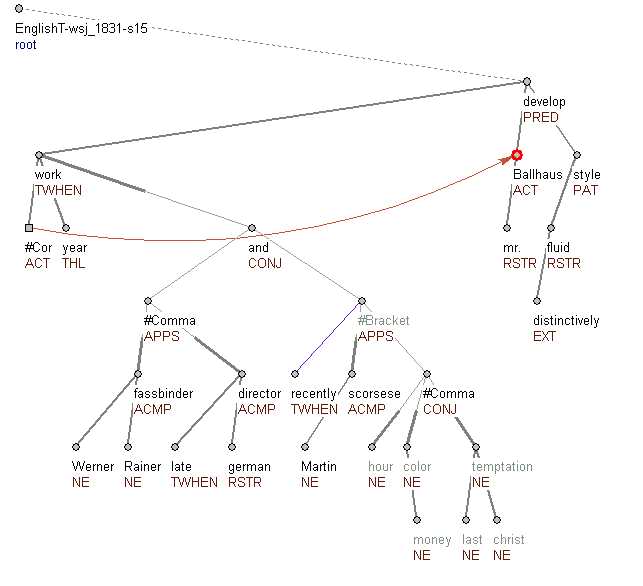 EnglishT-wsj_1831-s15
root
develop
PRED
work
TWHEN
Ballhaus
ACT
style
PAT
#Cor
ACT
year
THL
and
CONJ
mr.
RSTR
fluid
RSTR
#Comma
APPS
#Bracket
APPS
distinctively
EXT
fassbinder
ACMP
director
ACMP
recently
TWHEN
scorsese
ACMP
#Comma
CONJ
Werner
NE
Rainer
NE
late
TWHEN
german
RSTR
Martin
NE
hour
NE
color
NE
temptation
NE
money
NE
last
NE
christ
NE